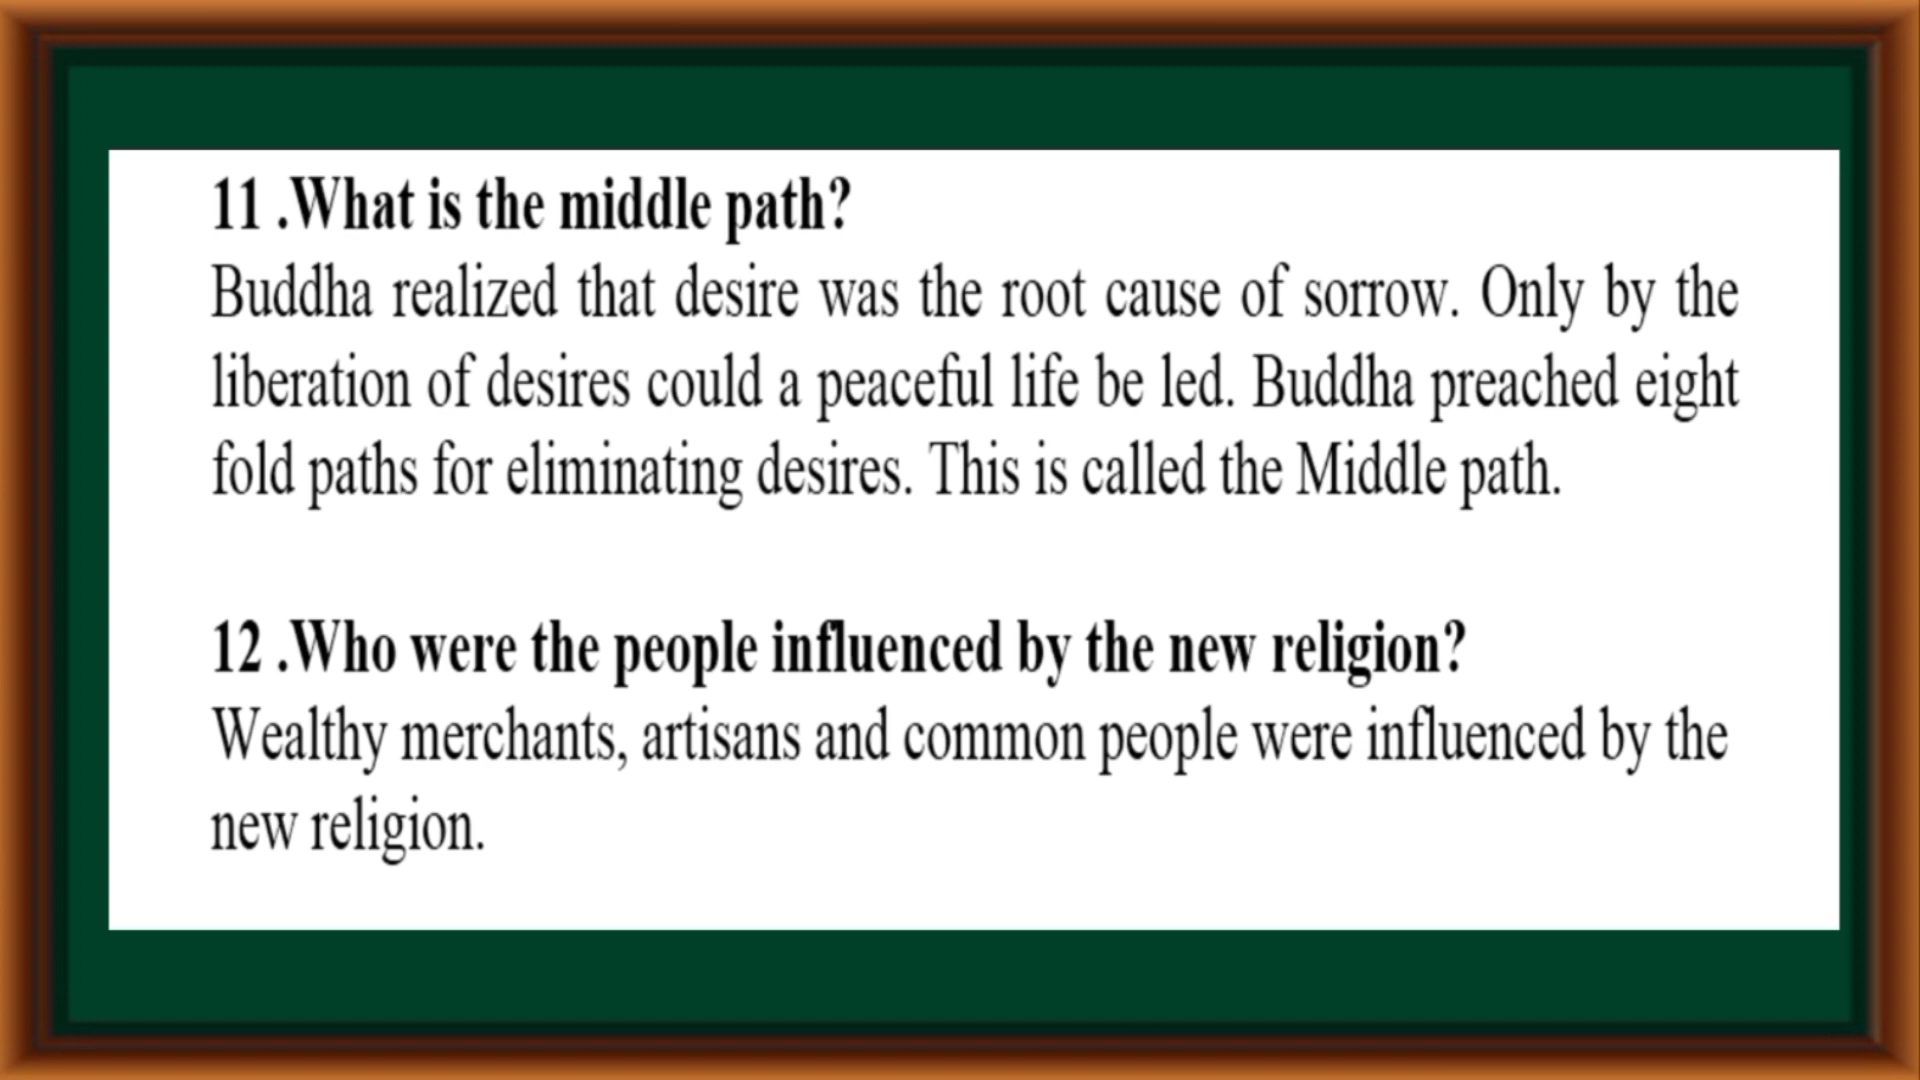 11 .What is the middle path?
Buddha realized that desire was the root cause of sorrow. Only by the
liberation of desires could a peaceful life be led. Buddha preached eight
fold paths for eliminating desires. This is called the Middle path.
12 .Who were the people influenced by the new religion?
Wealthy merchants, artisans and common people were influenced by the
new religion.